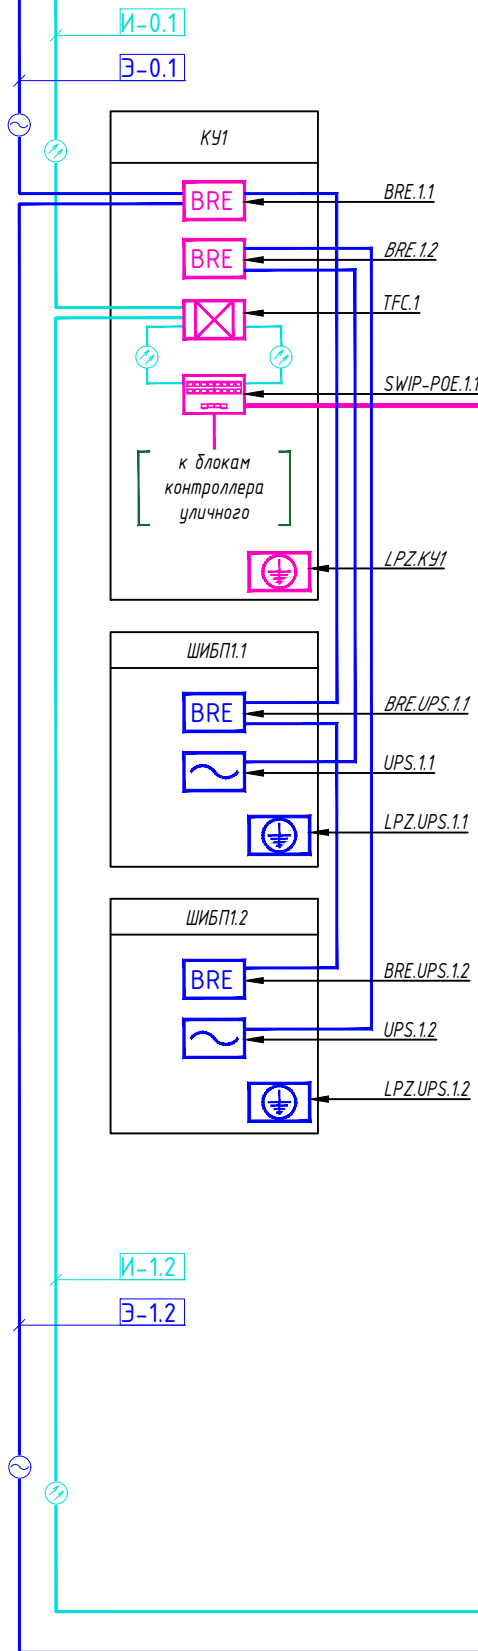 И-0.1
Э-0.1
КУ1
BRE
BRE.1.1
BRE
BRE.1.2
TFC.1
SWIP-POE.1.1
к блокам
контроллера
уличного
LPZ.КУ1
ШИБП1.1
BRE
BRE.UPS.1.1
UPS.1.1
LPZ.UPS.1.1
ШИБП1.2
BRE
BRE.UPS.1.2
UPS.1.2
LPZ.UPS.1.2
И-1.2
Э-1.2